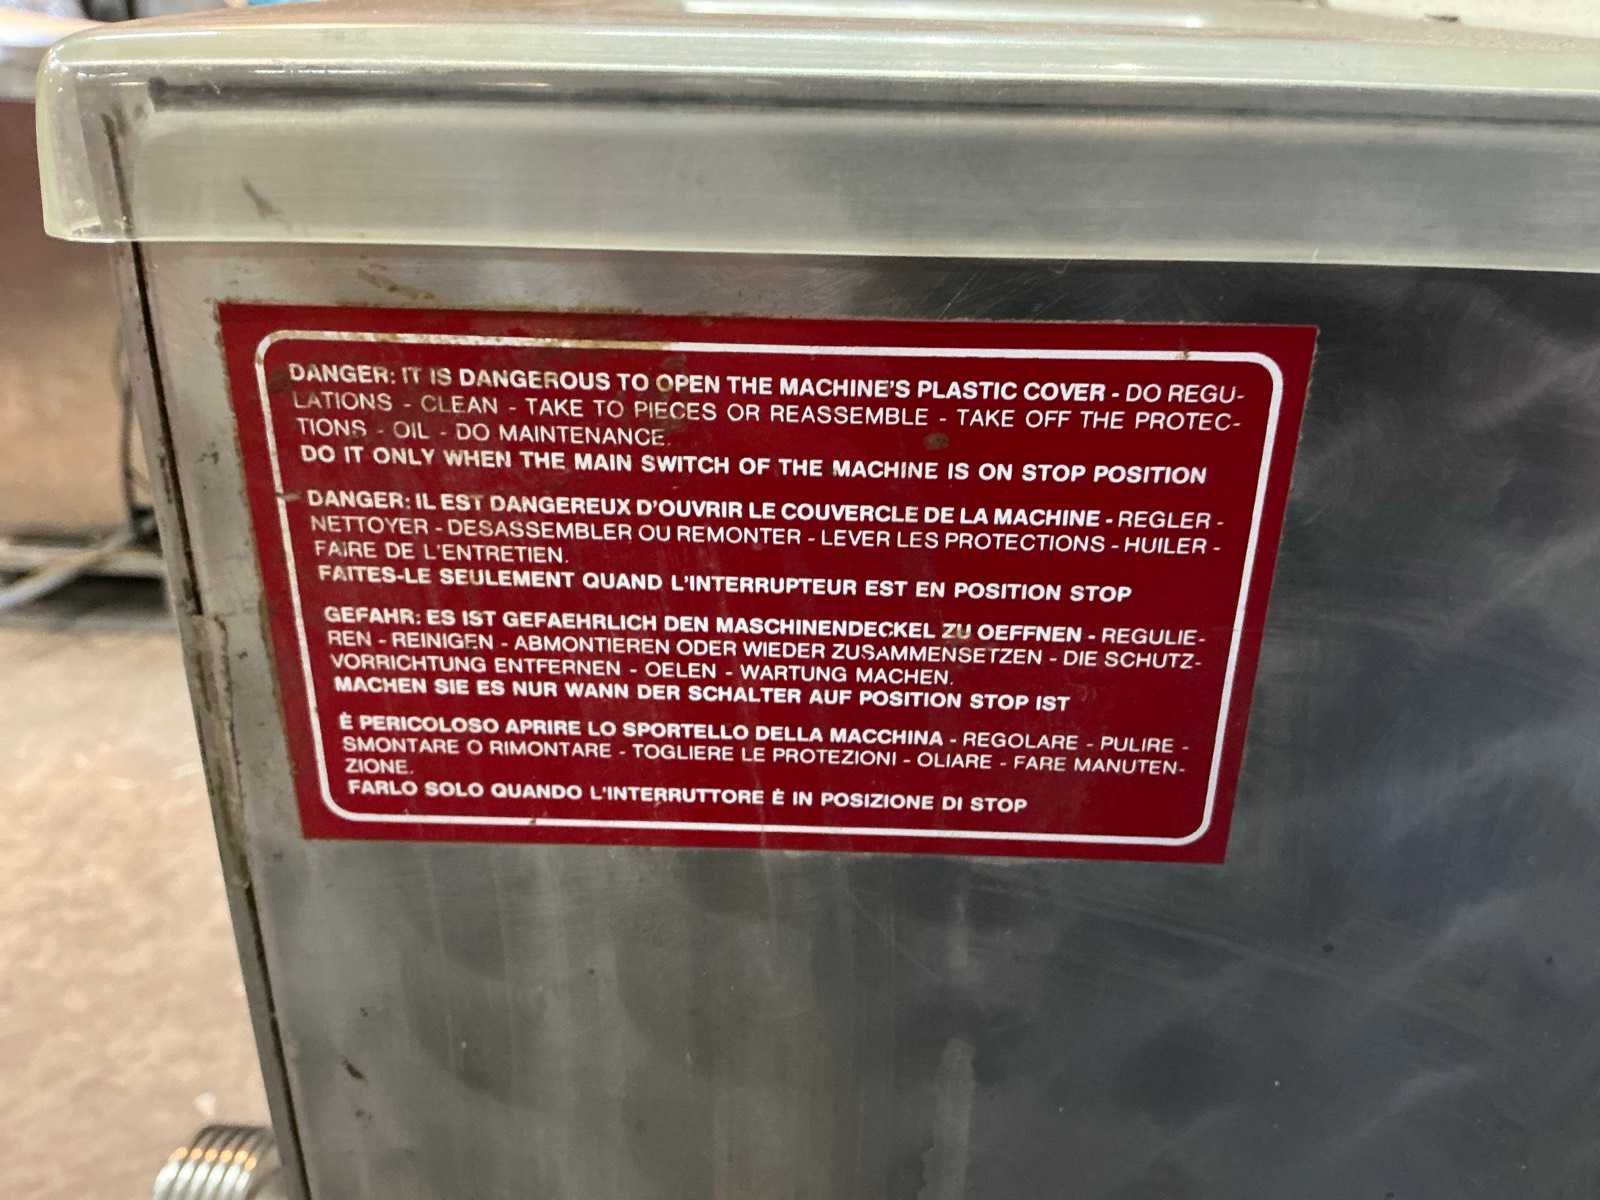 DANGER: IT IS DANGEROUS TO OPEN THE MACHINE'S PLASTIC COVER - DO REGU-
LATIONS - CLEAN - TAKE TO PIECES OR REASSEMBLE - TAKE OFF THE PROTEC-
TIONS - OIL - DO MAINTENANCE.
DO IT ONLY WHEN THE MAIN SWITCH OF THE MACHINE IS ON STOP POSITION
DANGER: IL EST DANGEREUX D'OUVRIR LE COUVERCLE DE LA MACHINE - REGLER -
NETTOYER - DESASSEMBLER OU REMONTER - LEVER LES PROTECTIONS - HUILER -
FAIRE DE L'ENTRETIEN.
FAITES-LE SEULEMENT QUAND L'INTERRUPTEUR EST EN POSITION STOP
GEFAHR: ES IST GEFAEHRLICH DEN MASCHINENDECKEL ZU OEFFNEN - REGULIE-
REN - REINIGEN - ABMONTIEREN ODER WIEDER ZUSAMMENSETZEN - DIE SCHUTZ-
VORRICHTUNG ENTFERNEN - OELEN - WARTUNG MACHEN.
MACHEN SIE ES NUR WANN DER SCHALTER AUF POSITION STOP IST
È PERICOLOSO APRIRE LO SPORTELLO DELLA MACCHINA - REGOLARE - PULIRE -
SMONTARE O RIMONTARE - TOGLIERE LE PROTEZIONI - OLIARE - FARE MANUTEN-
ZIONE.
FARLO SOLO QUANDO L'INTERRUTTORE È IN POSIZIONE DI STOP